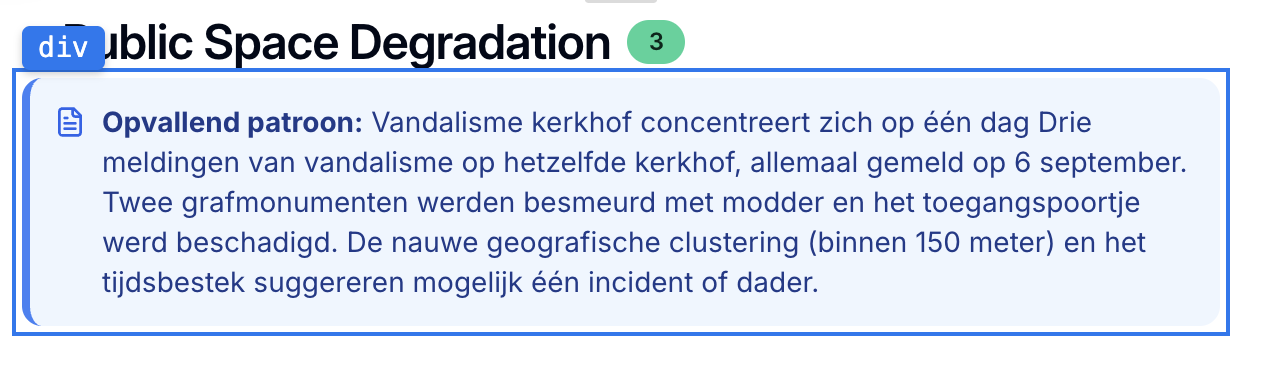 div
ublic Space Degradation 3
Opvallend patroon: Vandalisme kerkhof concentreert zich op één dag Drie
meldingen van vandalisme op hetzelfde kerkhof, allemaal gemeld op 6 september.
Twee grafmonumenten werden besmeurd met modder en het toegangspoortje
werd beschadigd. De nauwe geografische clustering (binnen 150 meter) en het
tijdsbestek suggereren mogelijk één incident of dader.